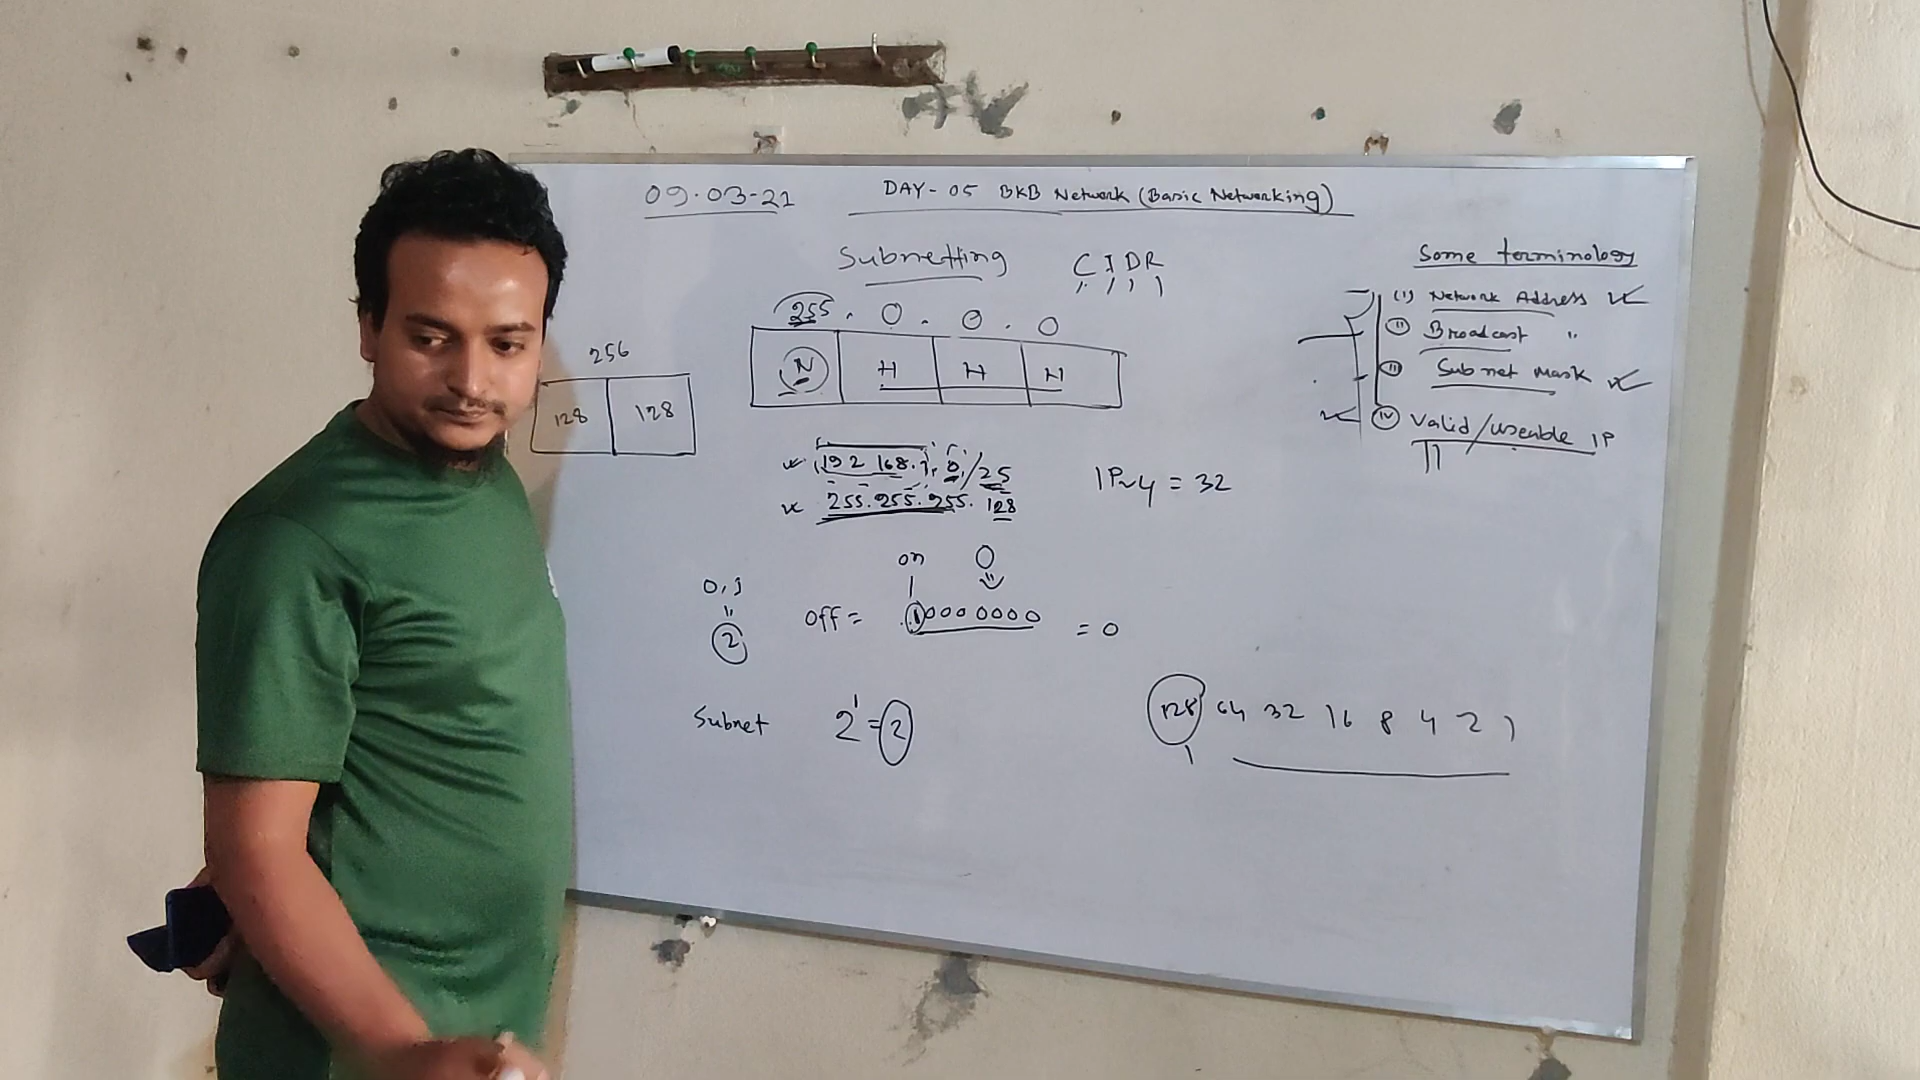 09.03-21
DAY-05 BKB Network (Basic Networking)
Subnetting CIDR
255.0.0.0
N H H H
256
128 128
192 168.1.0/25
255.255.255.128
IPv4 = 32
on 0
0,1
2
off = 10000000 = 0
Subnet 2¹ = 2
128 64 32 16 8 4 2 1
1
Some terminology
(i) Network Address
(ii) Broadcast "
(iii) Subnet Mask
(iv) Valid/useable IP